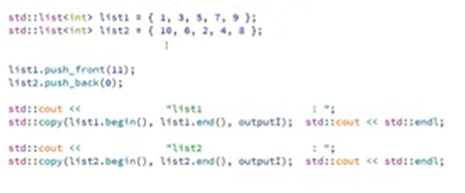 std::list<int> list1 = { 1, 3, 5, 7, 9 };
std::list<int> list2 = { 10, 6, 2, 4, 8 };
list1.push_front(11);
list2.push_back(0);
std::cout << "list1 : ";
std::copy(list1.begin(), list1.end(), outputI); std::cout << std::endl;
std::cout << "list2 : ";
std::copy(list2.begin(), list2.end(), outputI); std::cout << std::endl;